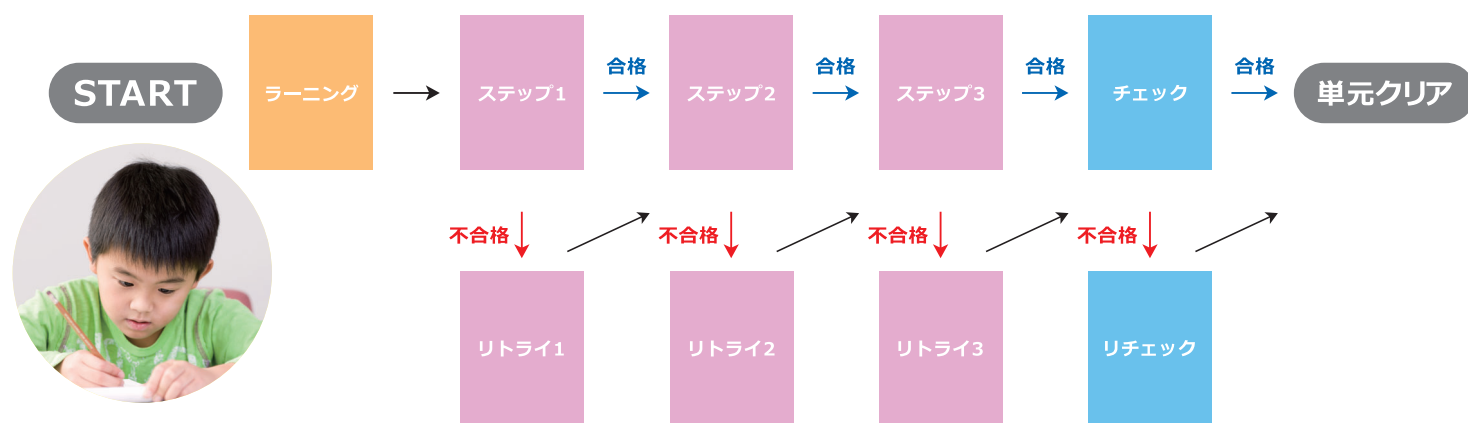 START
ラーニング
ステップ1
合格
ステップ2
合格
ステップ3
合格
チェック
合格
単元クリア
不合格
不合格
不合格
不合格
リトライ1
リトライ2
リトライ3
リチェック